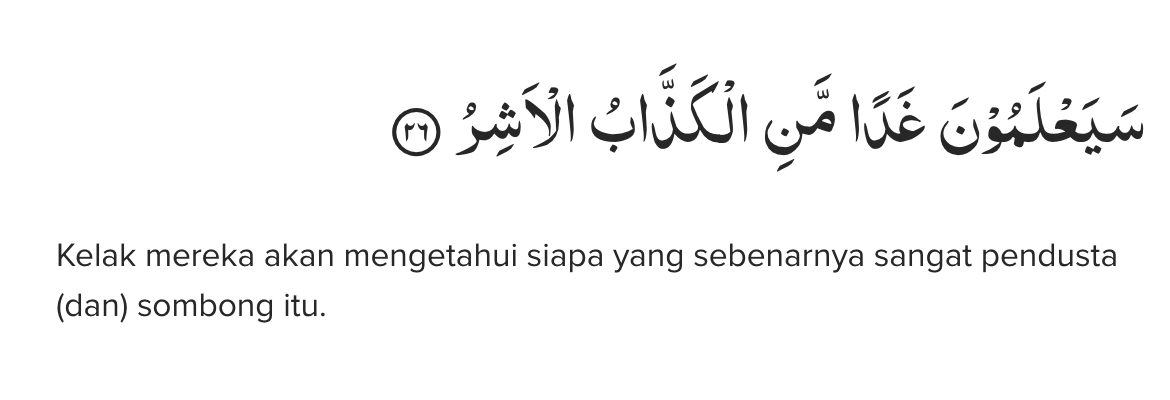 سَيَعْلَمُوْنَ غَدًا مَّنِ الْكَذَّابُ الْاَشِرُ ٢٦
Kelak mereka akan mengetahui siapa yang sebenarnya sangat pendusta
(dan) sombong itu.